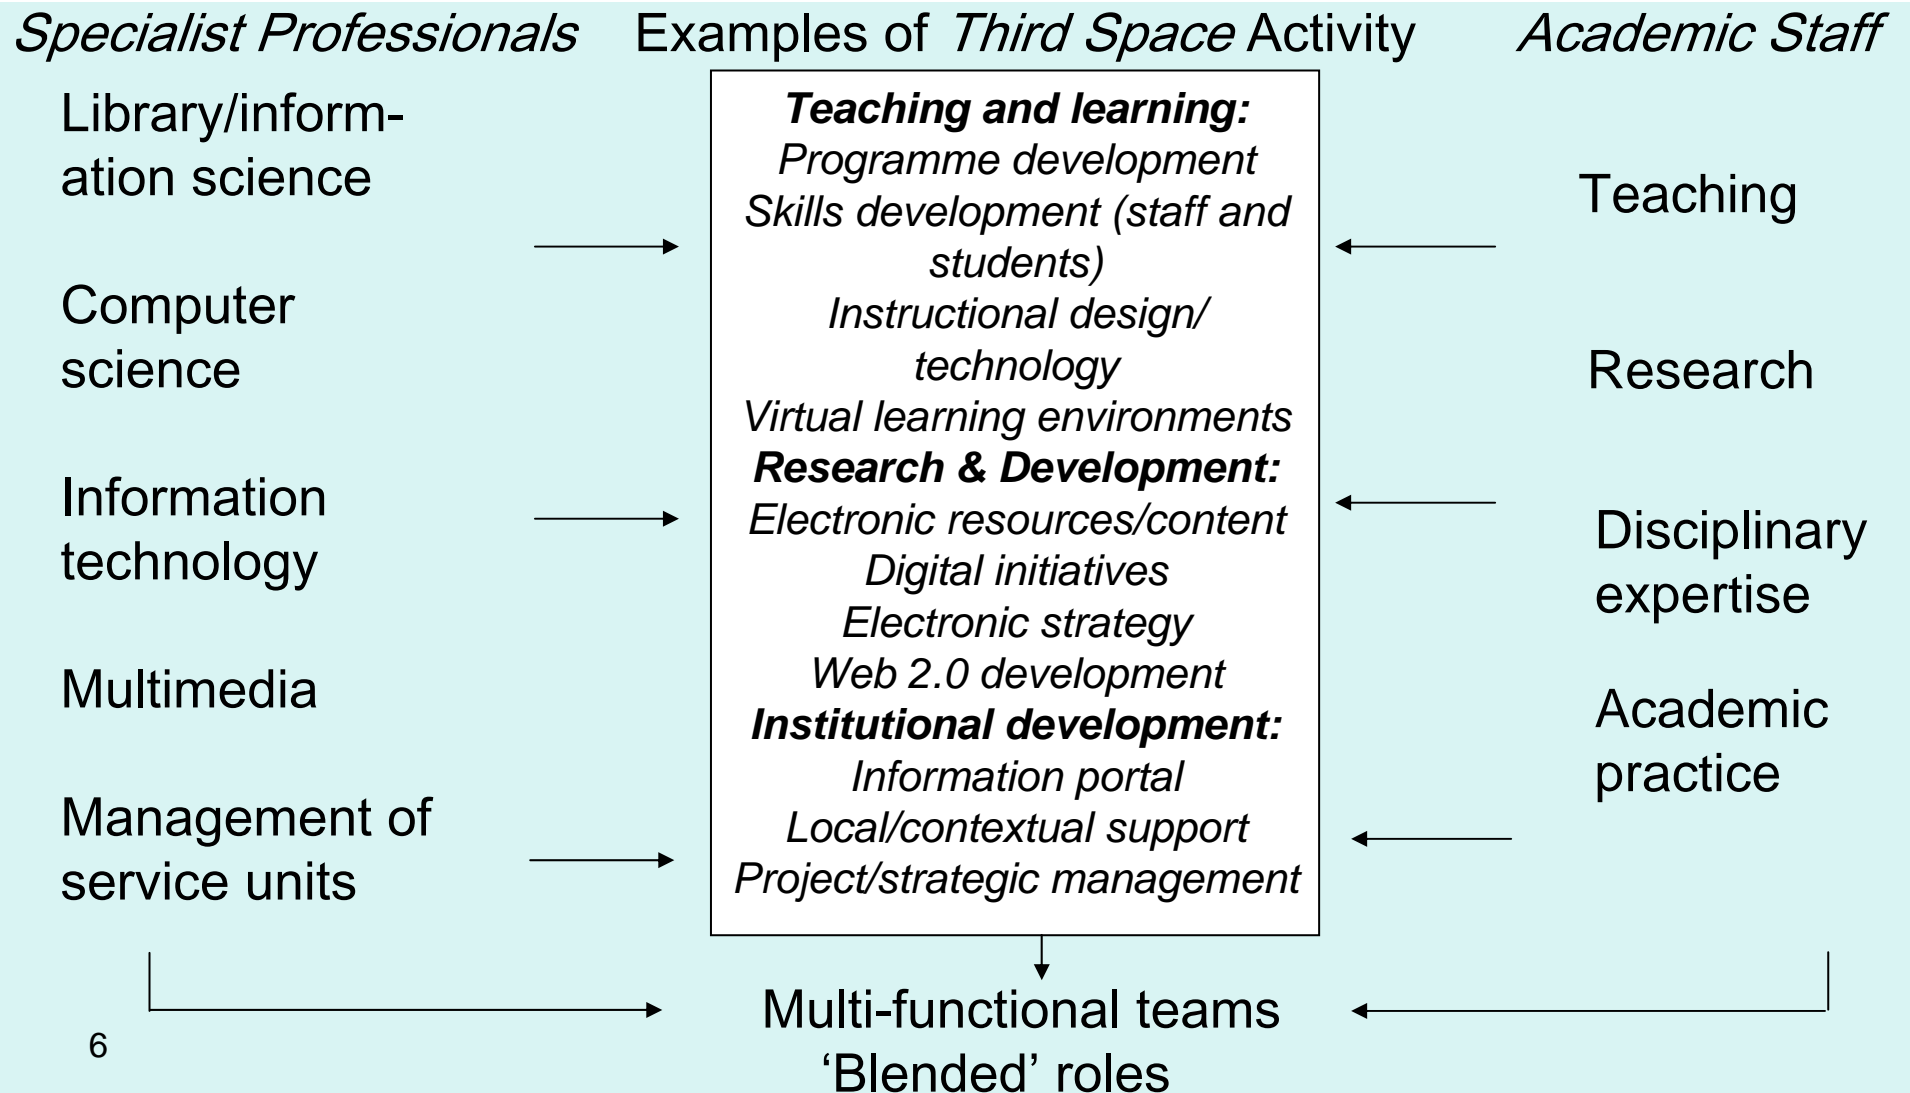 Specialist Professionals
Library/inform-
ation science
Computer
science
Information
technology
Multimedia
Management of
service units
Examples of Third Space Activity
Teaching and learning:
Programme development
Skills development (staff and
students)
Instructional design/
technology
Virtual learning environments
Research & Development:
Electronic resources/content
Digital initiatives
Electronic strategy
Web 2.0 development
Institutional development:
Information portal
Local/contextual support
Project/strategic management
Academic Staff
Teaching
Research
Disciplinary
expertise
Academic
practice
Multi-functional teams
‘Blended’ roles
6